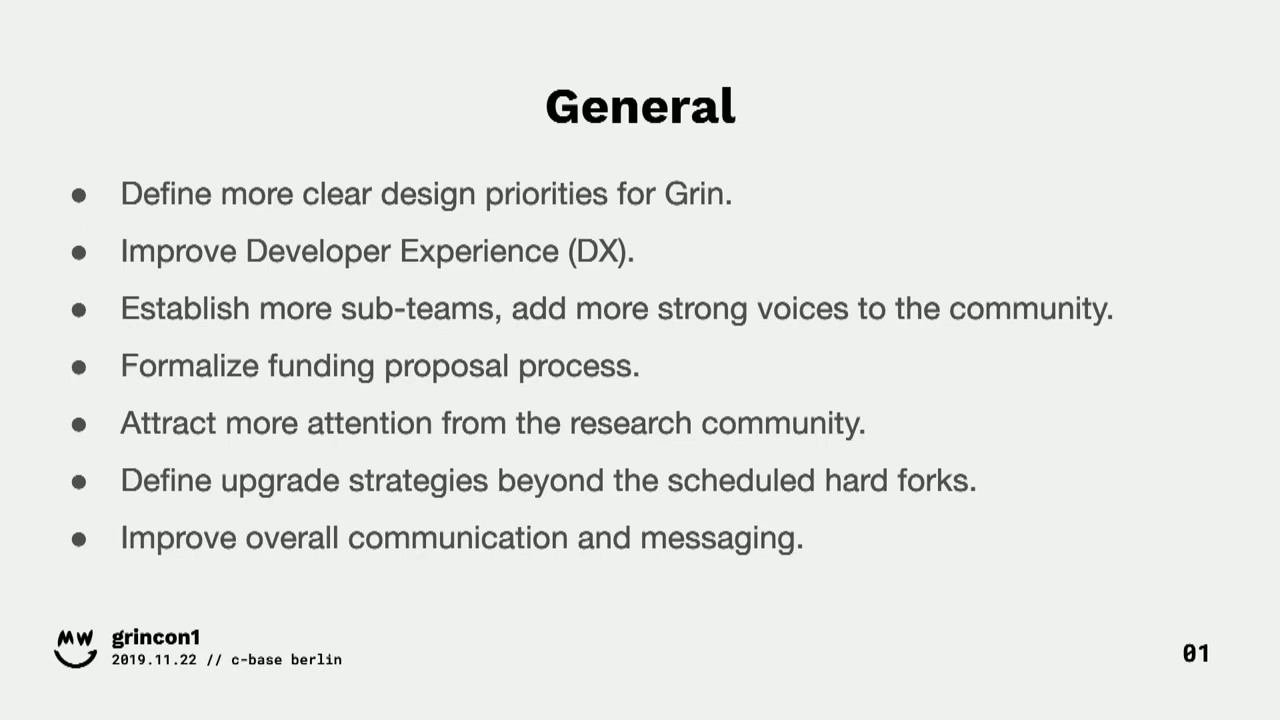 General
● Define more clear design priorities for Grin.
● Improve Developer Experience (DX).
● Establish more sub-teams, add more strong voices to the community.
● Formalize funding proposal process.
● Attract more attention from the research community.
● Define upgrade strategies beyond the scheduled hard forks.
● Improve overall communication and messaging.
MW
grincon1
2019.11.22 // c-base berlin
01